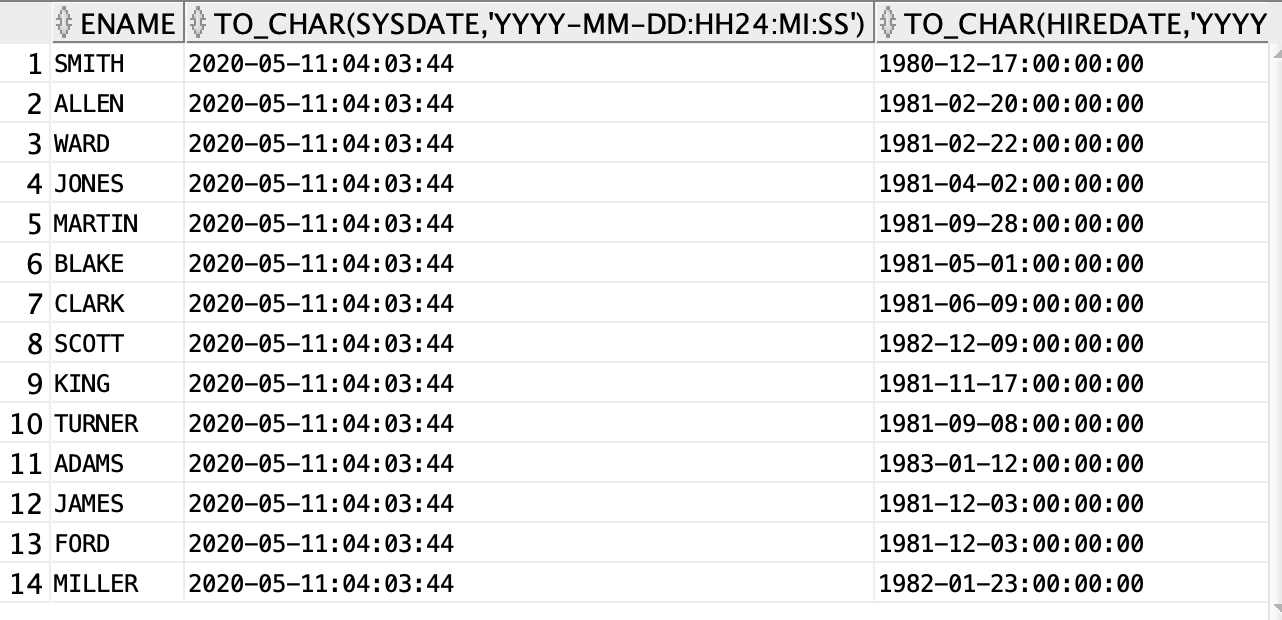 ENAME TO_CHAR(SYSDATE,'YYYY-MM-DD:HH24:MI:SS') TO_CHAR(HIREDATE,'YYYY
1 SMITH 2020-05-11:04:03:44 1980-12-17:00:00:00
2 ALLEN 2020-05-11:04:03:44 1981-02-20:00:00:00
3 WARD 2020-05-11:04:03:44 1981-02-22:00:00:00
4 JONES 2020-05-11:04:03:44 1981-04-02:00:00:00
5 MARTIN 2020-05-11:04:03:44 1981-09-28:00:00:00
6 BLAKE 2020-05-11:04:03:44 1981-05-01:00:00:00
7 CLARK 2020-05-11:04:03:44 1981-06-09:00:00:00
8 SCOTT 2020-05-11:04:03:44 1982-12-09:00:00:00
9 KING 2020-05-11:04:03:44 1981-11-17:00:00:00
10 TURNER 2020-05-11:04:03:44 1981-09-08:00:00:00
11 ADAMS 2020-05-11:04:03:44 1983-01-12:00:00:00
12 JAMES 2020-05-11:04:03:44 1981-12-03:00:00:00
13 FORD 2020-05-11:04:03:44 1981-12-03:00:00:00
14 MILLER 2020-05-11:04:03:44 1982-01-23:00:00:00